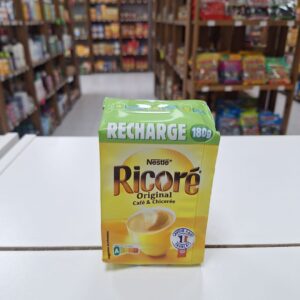 RECHARGE 180g
Nestlé
Ricoré
Original
Café & Chicorée